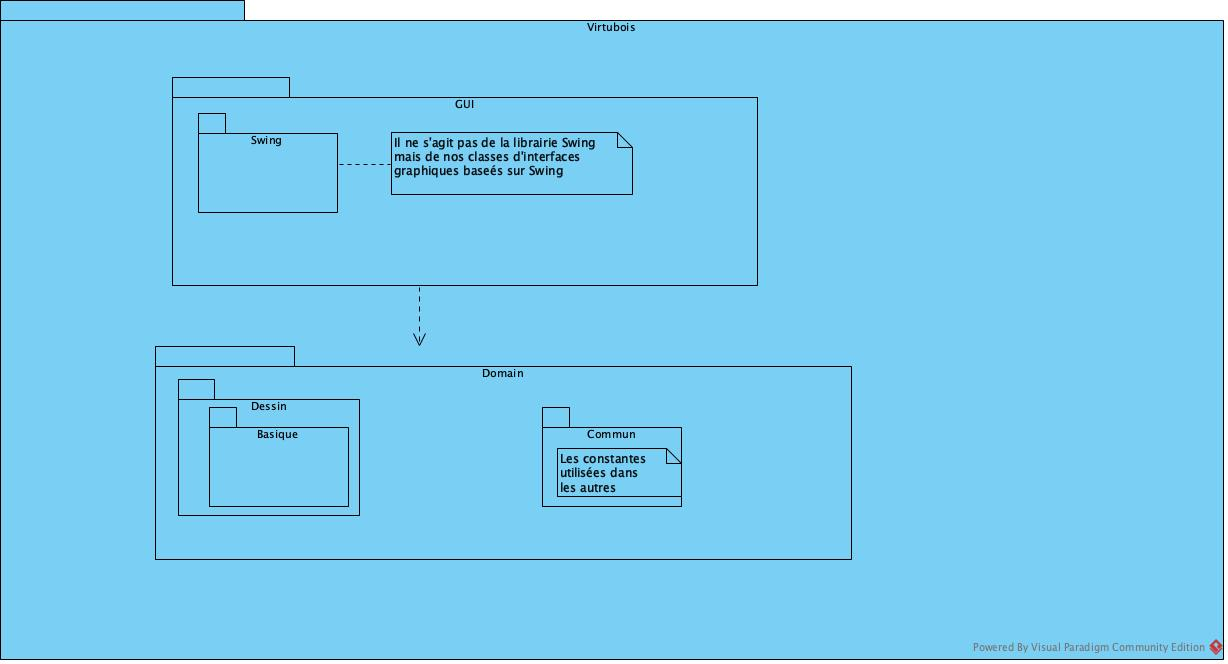 Virtubois
GUI
Swing
Il ne s'agit pas de la librairie Swing
mais de nos classes d'interfaces
graphiques baseés sur Swing
Domain
Dessin
Basique
Commun
Les constantes
utilisées dans
les autres
Powered By Visual Paradigm Community Edition